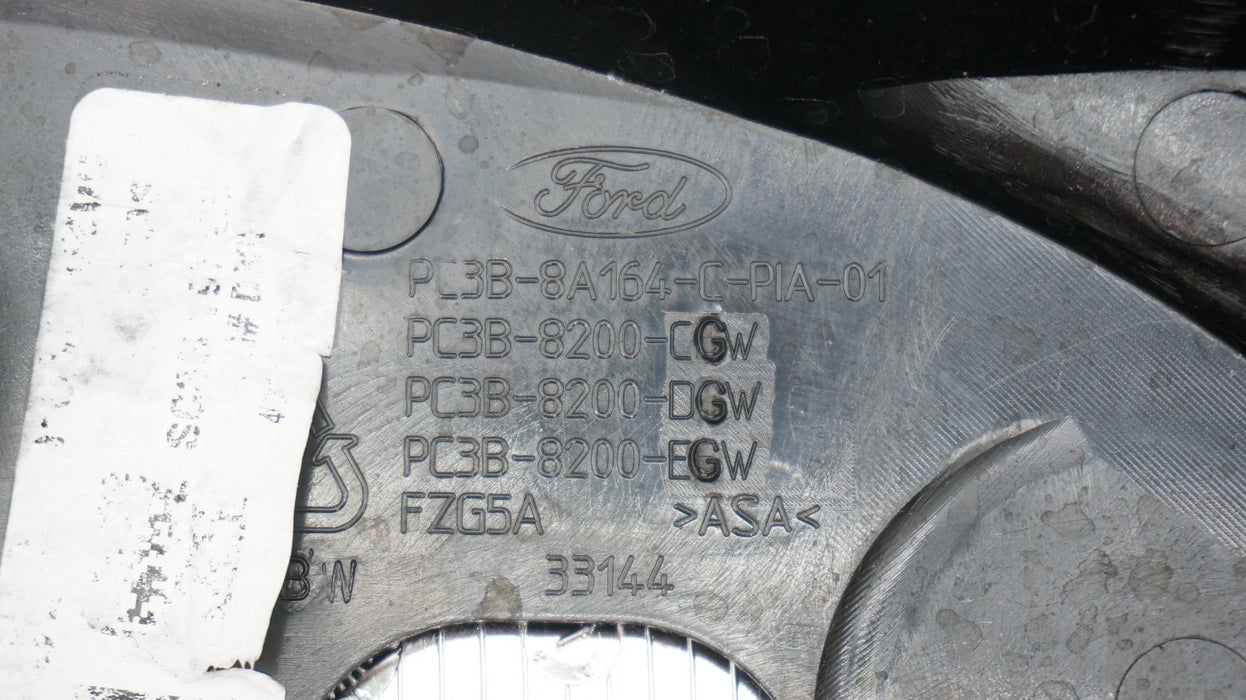 Ford
PC3B-8A164-C-PIA-01
PC3B-8200-CGW
PC3B-8200-DGW
PC3B-8200-EGW
FZG5A >ASA<
33144